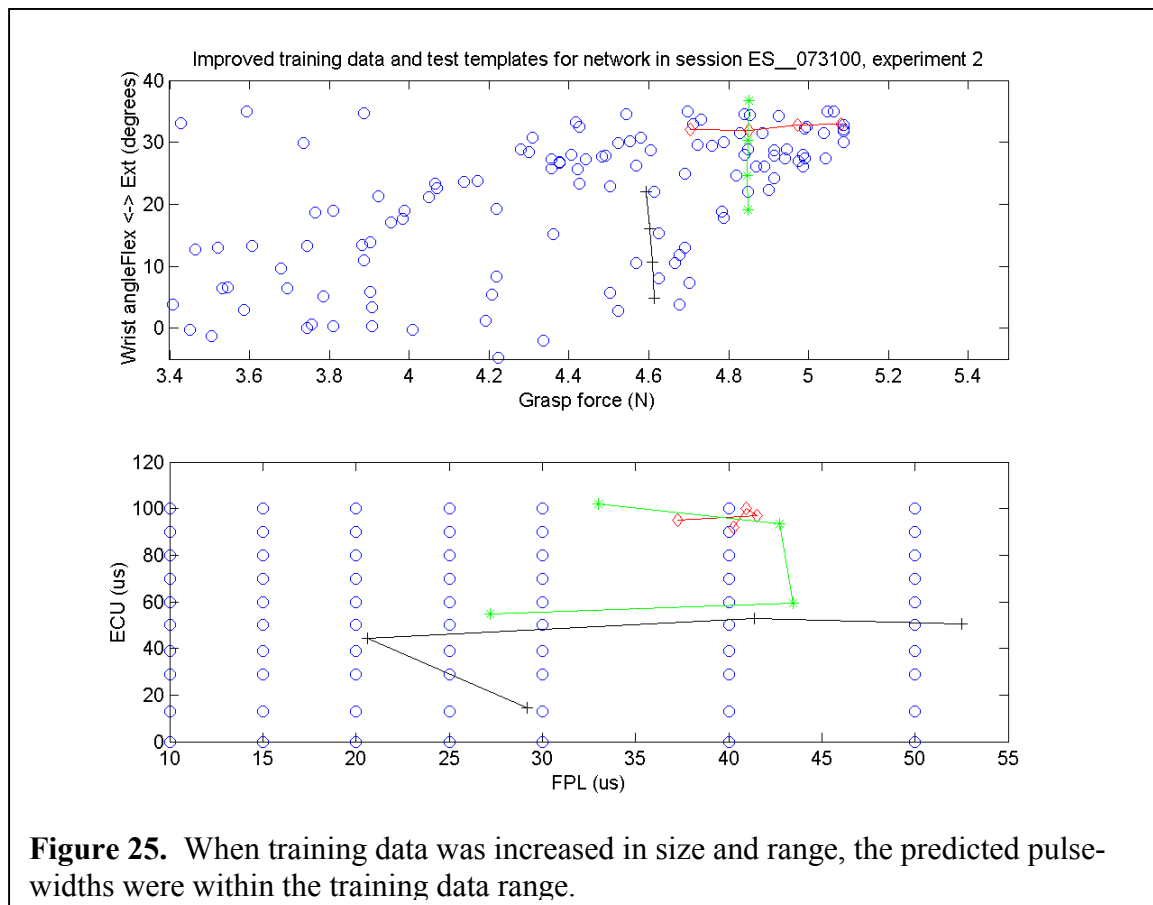 Improved training data and test templates for network in session ES__073100, experiment 2
Wrist angleFlex <-> Ext (degrees)
40
30
20
10
0
3.4 3.6 3.8 4 4.2 4.4 4.6 4.8 5 5.2 5.4
Grasp force (N)
ECU (us)
120
100
80
60
40
20
0
10 15 20 25 30 35 40 45 50 55
FPL (us)
Figure 25. When training data was increased in size and range, the predicted pulse-
widths were within the training data range.